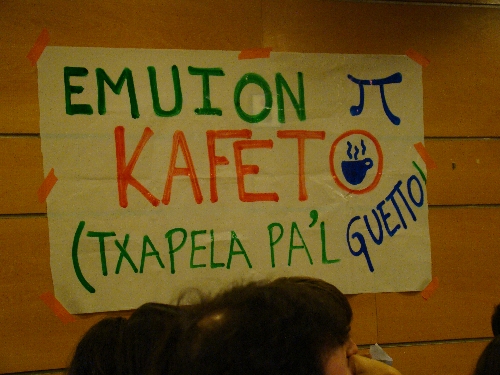 EMUION π
KAFETO
(TXAPELA PA'L GUETTO)